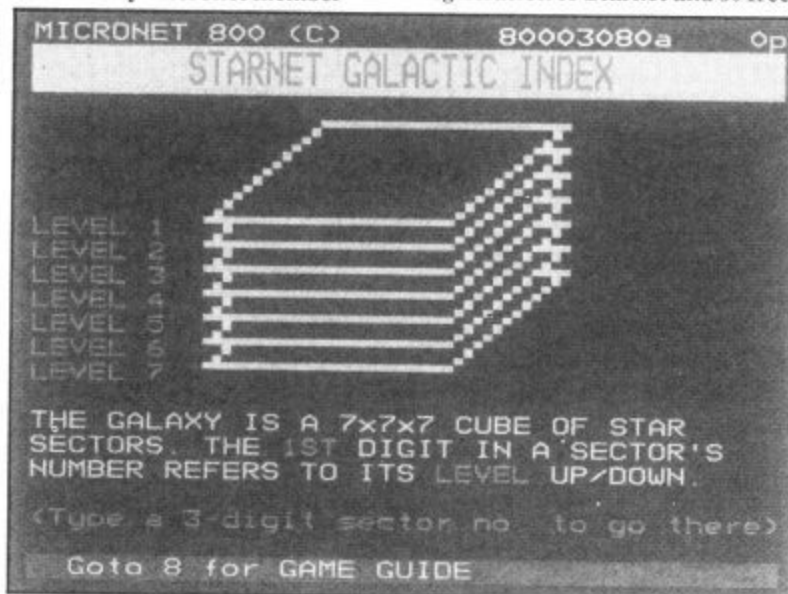 MICRONET 800 (C) 80003080a 0p
STARNET GALACTIC INDEX
LEVEL 1
LEVEL 2
LEVEL 3
LEVEL 4
LEVEL 5
LEVEL 6
LEVEL 7
THE GALAXY IS A 7x7x7 CUBE OF STAR
SECTORS. THE 1ST DIGIT IN A SECTOR'S
NUMBER REFERS TO ITS LEVEL UP/DOWN.
(Type a 3-digit sector no. to go there)
Goto 8 for GAME GUIDE